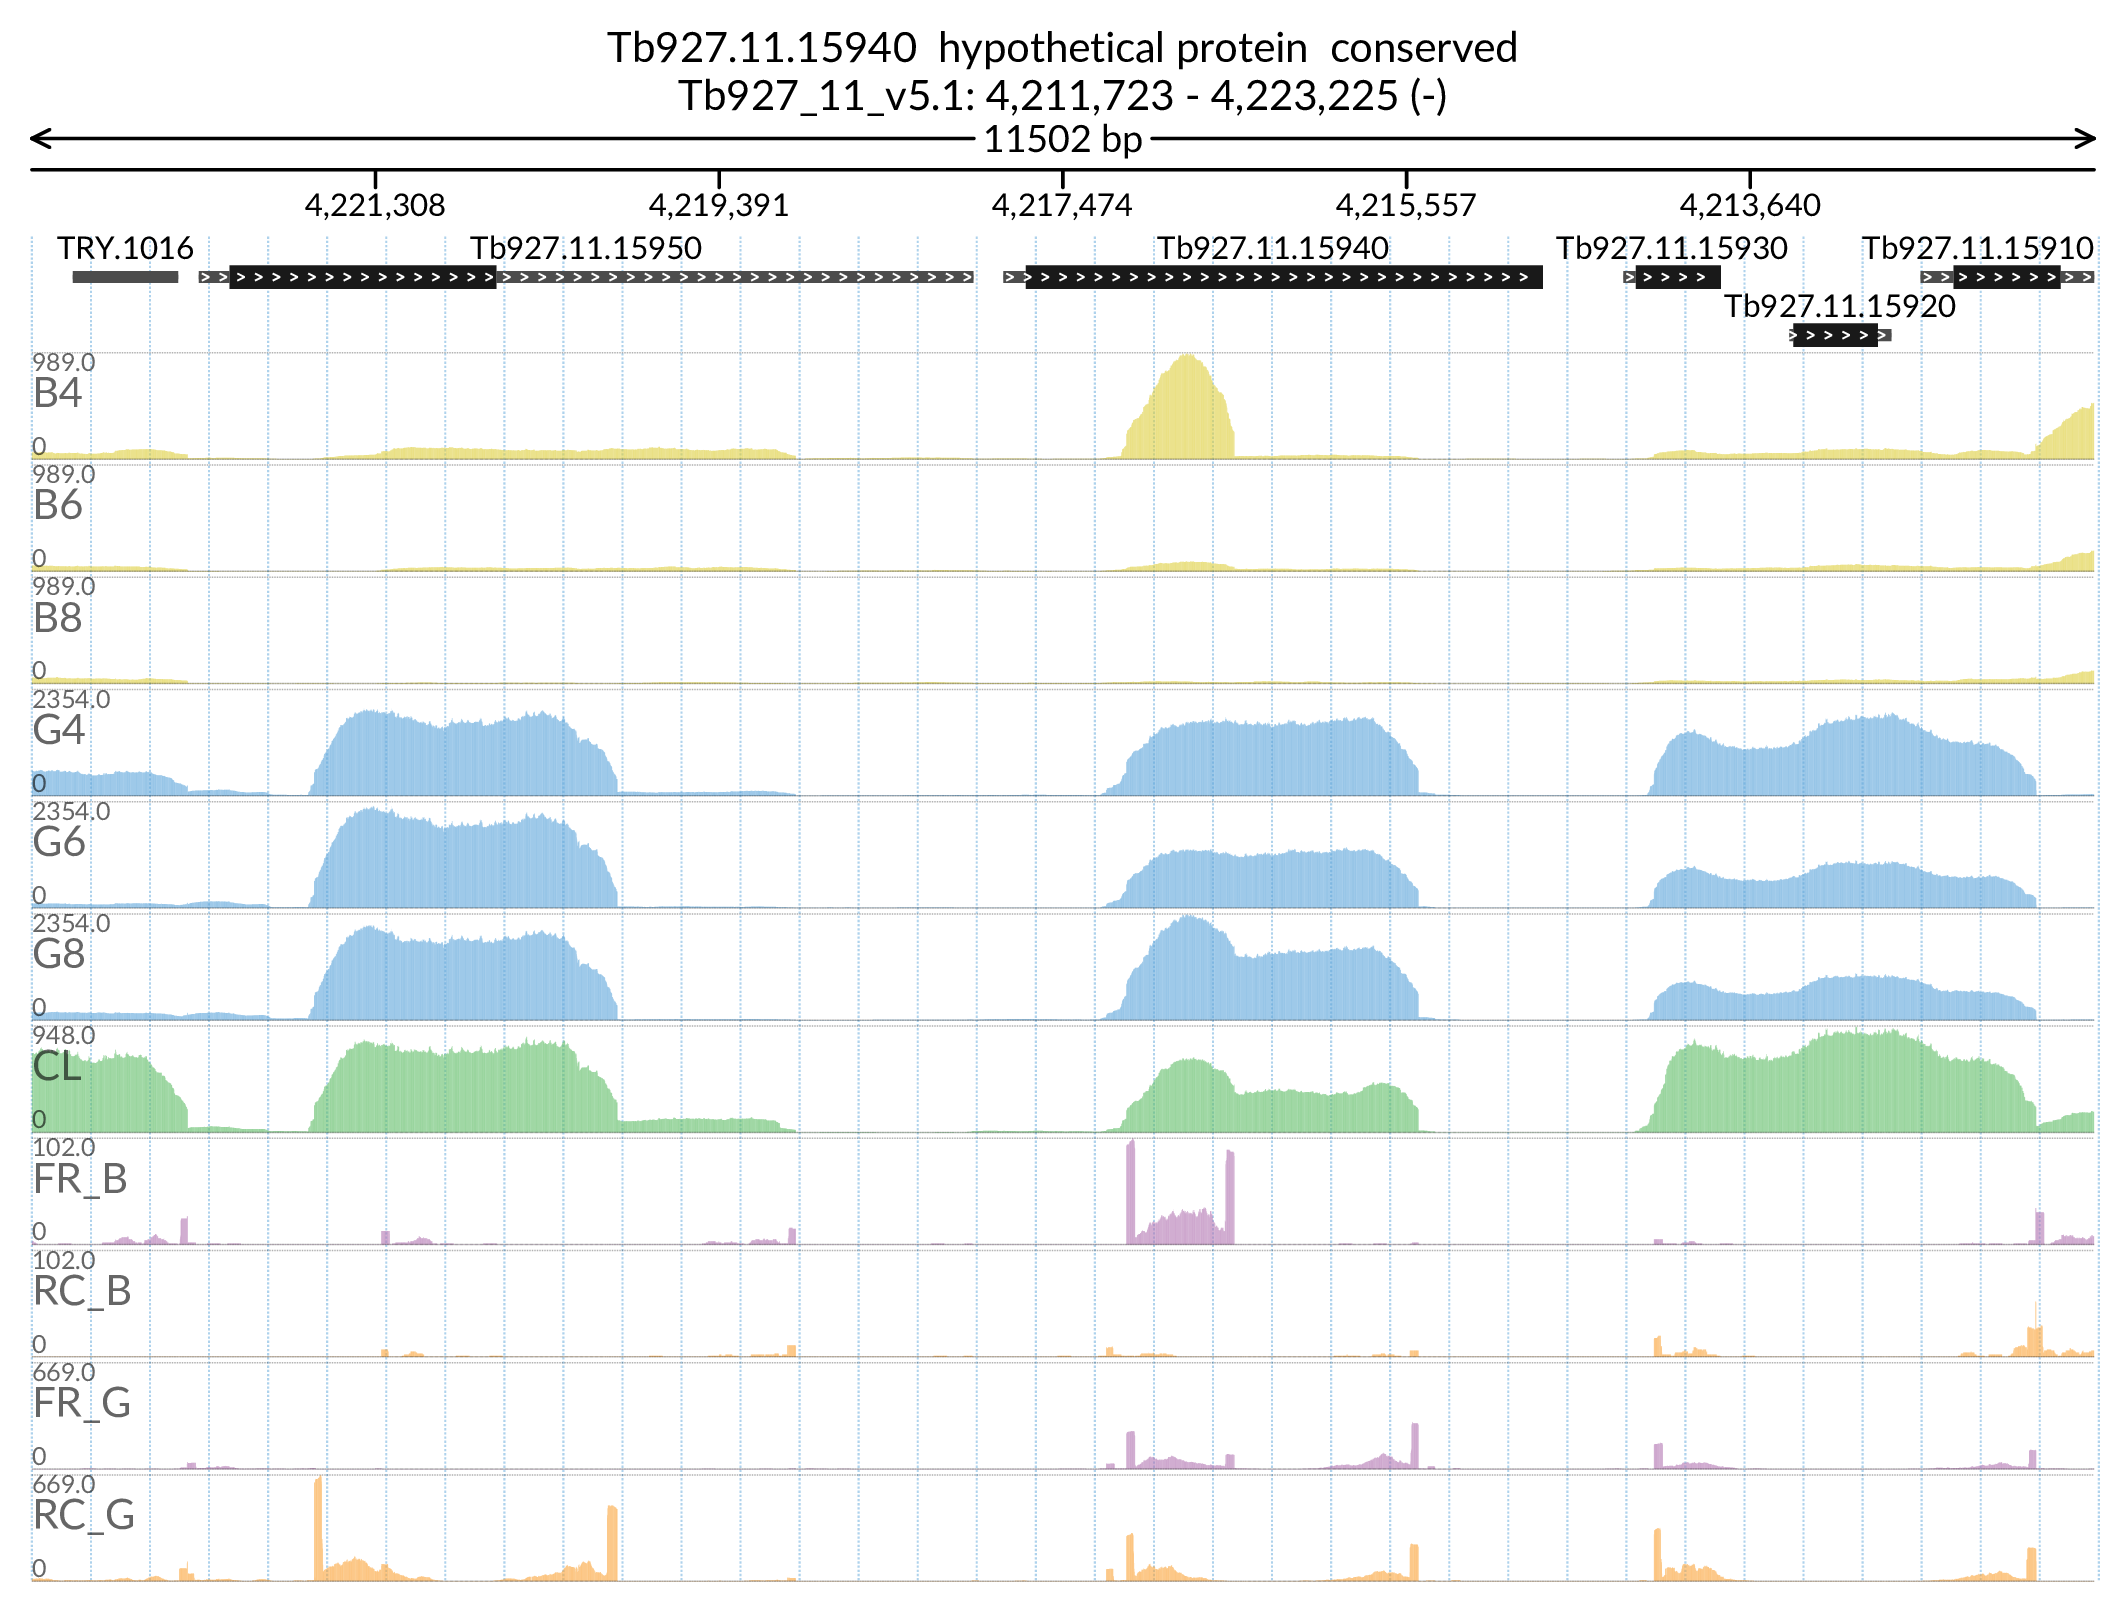 Tb927.11.15940  hypothetical protein  conserved
Tb927_11_v5.1: 4,211,723 - 4,223,225 (-)
11502 bp
4,221,308 4,219,391 4,217,474 4,215,557 4,213,640
TRY.1016 Tb927.11.15950 Tb927.11.15940 Tb927.11.15930 Tb927.11.15910
Tb927.11.15920
989.0
B4
0
989.0
B6
0
989.0
B8
0
2354.0
G4
0
2354.0
G6
0
2354.0
G8
0
948.0
CL
0
102.0
FR_B
0
102.0
RC_B
0
669.0
FR_G
0
669.0
RC_G
0